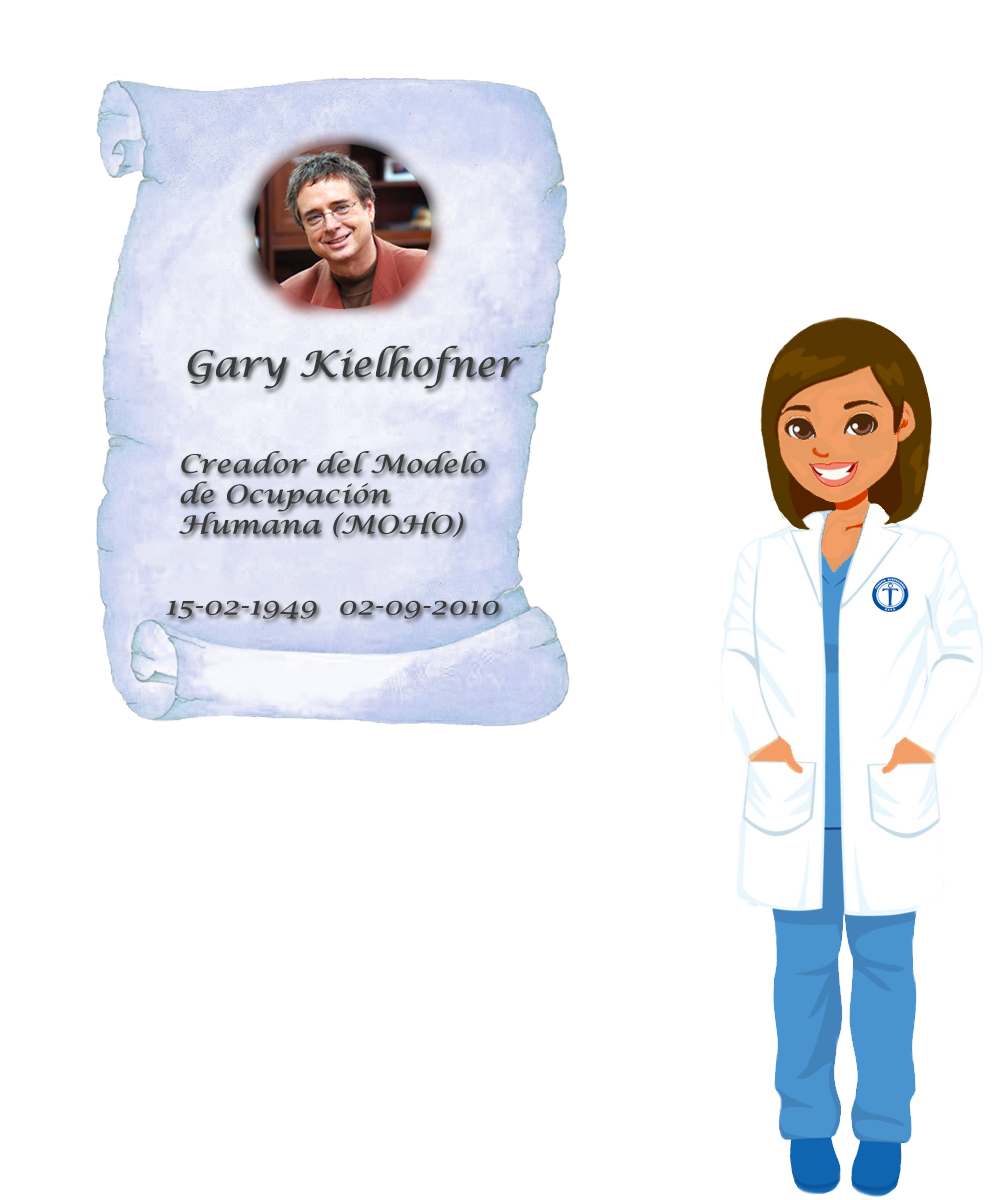 Gary Kielhofner
Creador del Modelo
de Ocupación
Humana (MOHO)
15-02-1949 02-09-2010